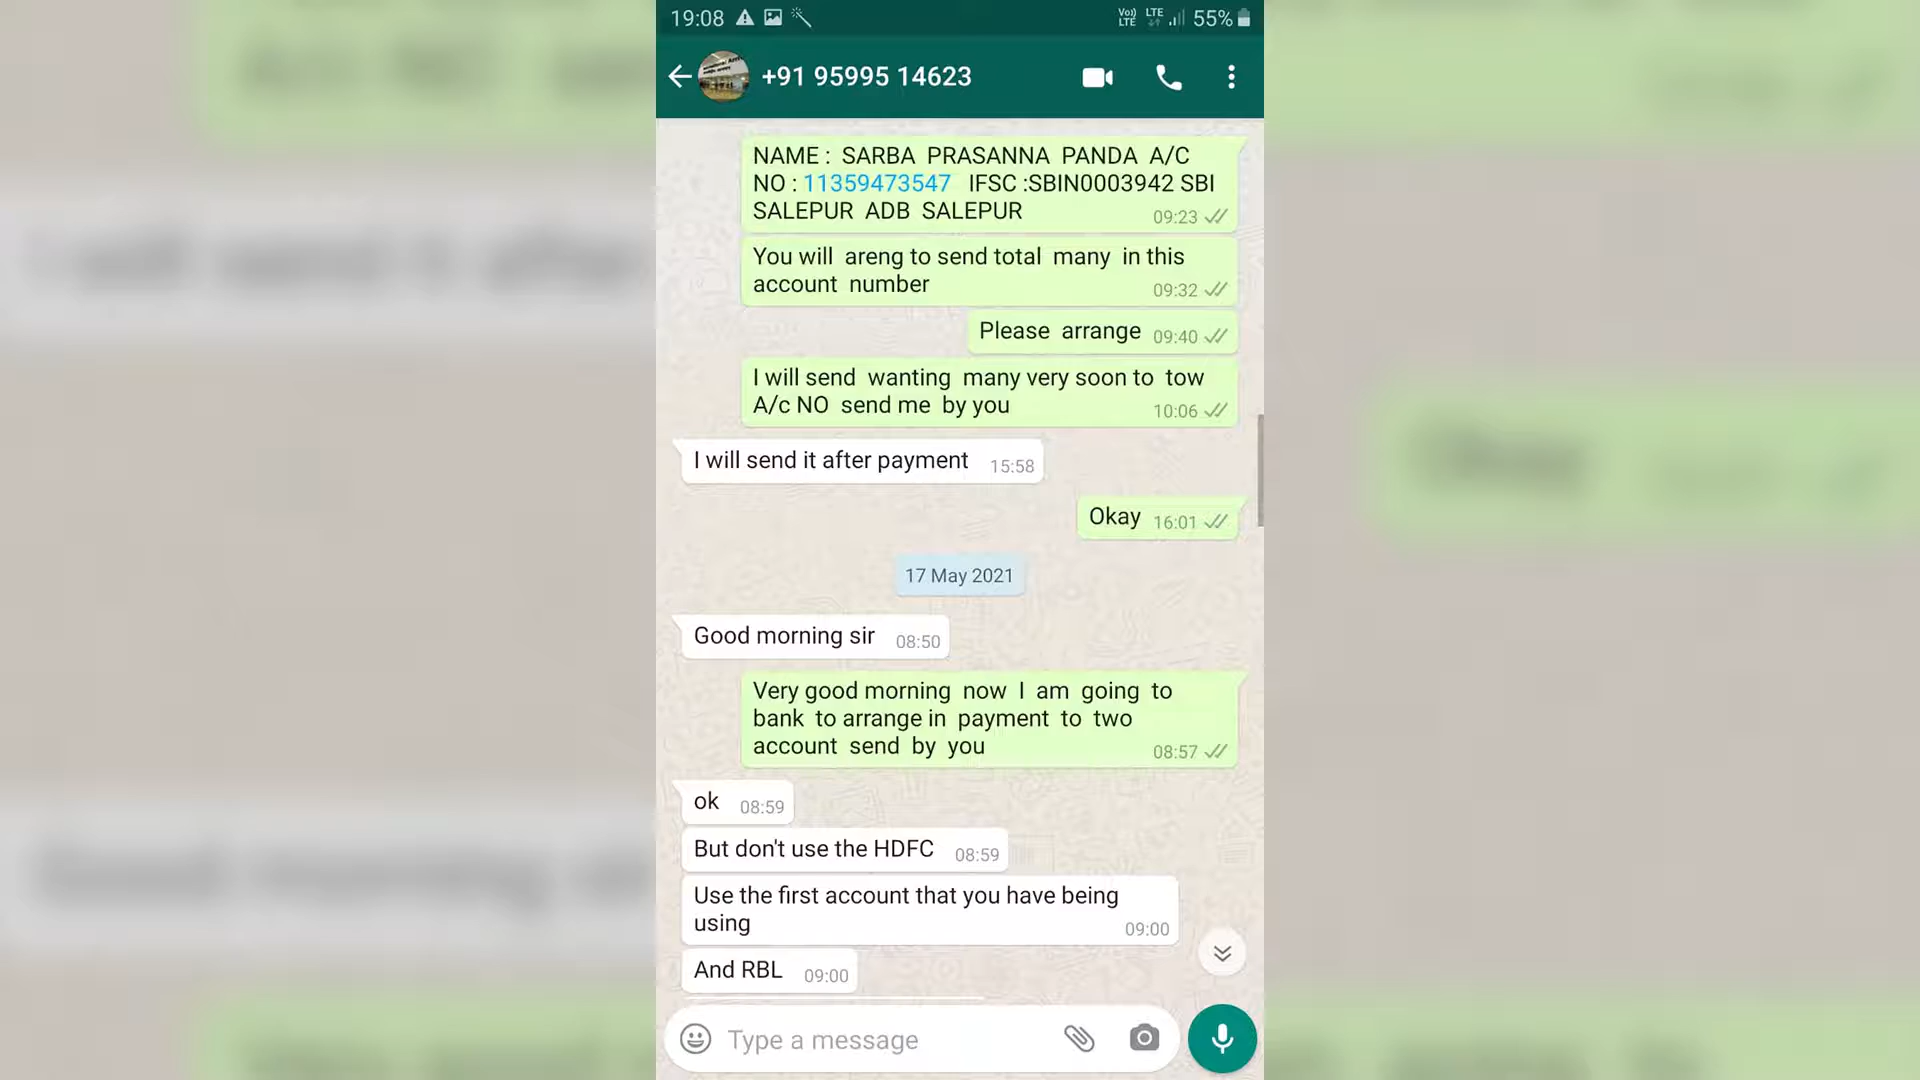 19:08
Vo)) LTE LTE 55%
+91 95995 14623
NAME : SARBA PRASANNA PANDA A/C
NO : 11359473547 IFSC :SBIN0003942 SBI
SALEPUR ADB SALEPUR 09:23
You will areng to send total many in this
account number 09:32
Please arrange 09:40
I will send wanting many very soon to tow
A/c NO send me by you 10:06
I will send it after payment 15:58
Okay 16:01
17 May 2021
Good morning sir 08:50
Very good morning now I am going to
bank to arrange in payment to two
account send by you 08:57
ok 08:59
But don't use the HDFC 08:59
Use the first account that you have being
using 09:00
And RBL 09:00
Type a message